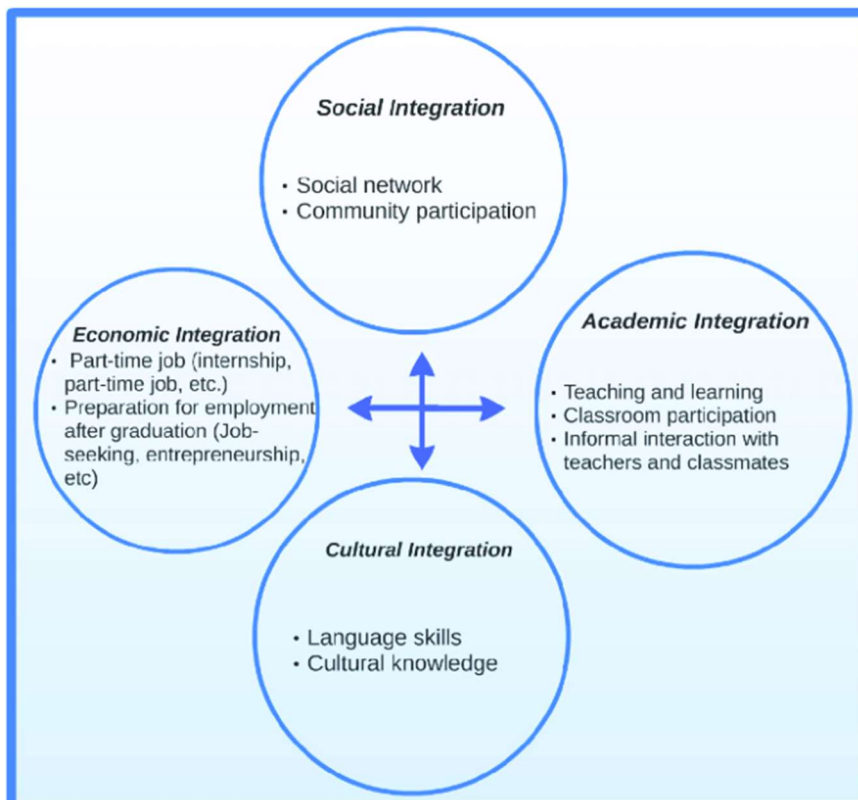 Social Integration
• Social network
• Community participation
Economic Integration
• Part-time job (internship,
part-time job, etc.)
• Preparation for employment
after graduation (Job-
seeking, entrepreneurship,
etc)
Academic Integration
• Teaching and learning
• Classroom participation
• Informal interaction with
teachers and classmates
Cultural Integration
• Language skills
• Cultural knowledge